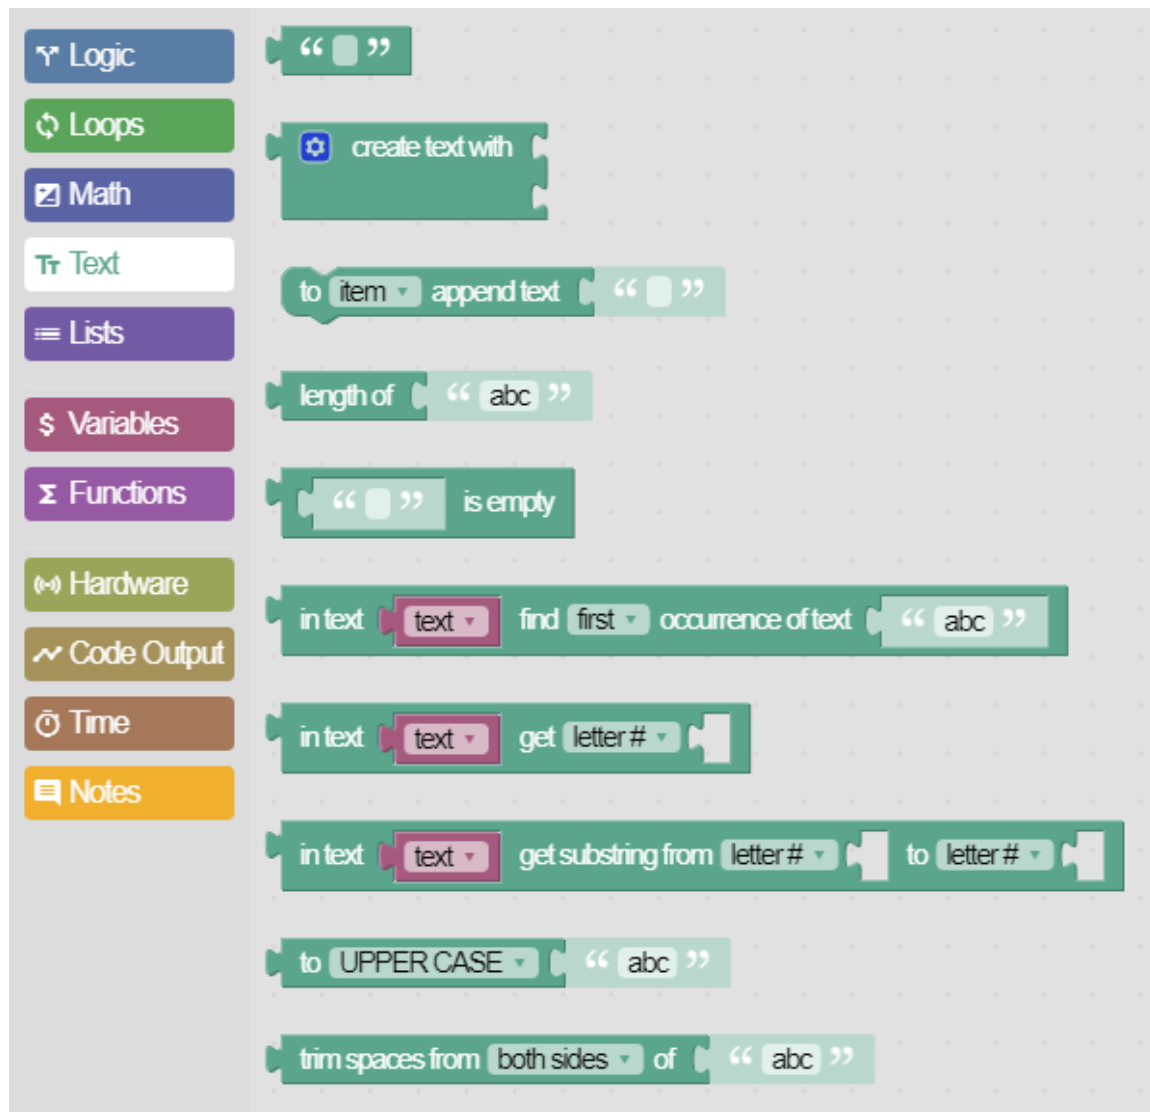 Logic
Loops
Math
Text
Lists
Variables
Functions
Hardware
Code Output
Time
Notes
“ ”
create text with
to item append text “ ”
length of “ abc ”
“ ” is empty
in text text find first occurrence of text “ abc ”
in text text get letter #
in text text get substring from letter # to letter #
to UPPER CASE “ abc ”
trim spaces from both sides of “ abc ”